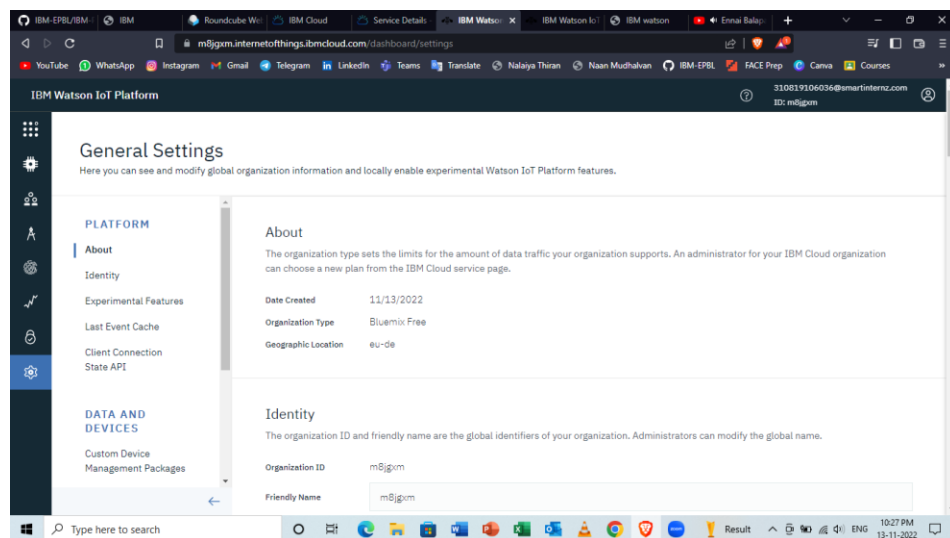 IBM-EPBL/IBM-
IBM
Roundcube We
IBM Cloud
Service Details -
IBM Watson
IBM Watson IoT
IBM watson
Ennai Balap
m8jgxm.internetofthings.ibmcloud.com/dashboard/settings
YouTube
WhatsApp
Instagram
Gmail
Telegram
LinkedIn
Teams
Translate
Nalaiya Thiran
Naan Mudhalvan
IBM-EPBL
FACE Prep
Canva
Courses
IBM Watson IoT Platform
310819106036@smartinternz.com
ID: m8jgxm
General Settings
Here you can see and modify global organization information and locally enable experimental Watson IoT Platform features.
PLATFORM
About
Identity
Experimental Features
Last Event Cache
Client Connection
State API
DATA AND
DEVICES
Custom Device
Management Packages
About
The organization type sets the limits for the amount of data traffic your organization supports. An administrator for your IBM Cloud organization
can choose a new plan from the IBM Cloud service page.
Date Created 11/13/2022
Organization Type Bluemix Free
Geographic Location eu-de
Identity
The organization ID and friendly name are the global identifiers of your organization. Administrators can modify the global name.
Organization ID m8jgxm
Friendly Name m8jgxm
Type here to search
Result
ENG
10:27 PM
13-11-2022